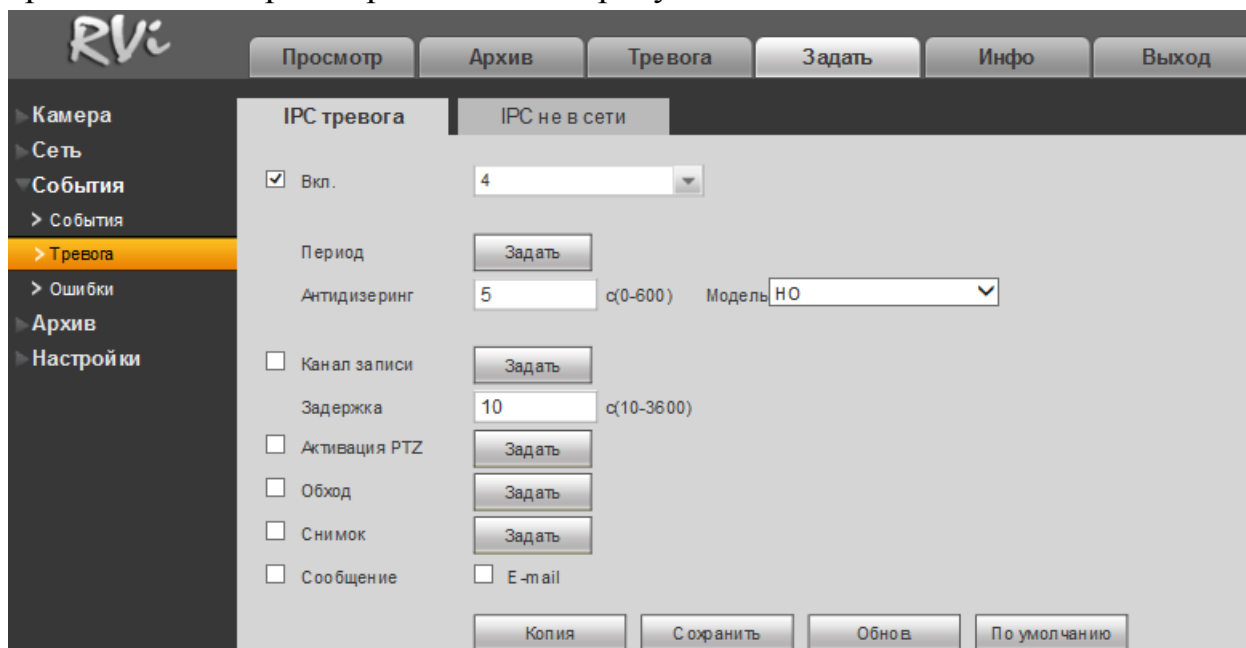 RVi
Просмотр Архив Тревога Задать Инфо Выход
Камера
Сеть
События
> События
> Тревога
> Ошибки
Архив
Настройки
IPC тревога IPC не в сети
Вкл. 4
Период Задать
Антидизеринг 5 с(0-600) Модель НО
Канал записи Задать
Задержка 10 с(10-3600)
Активация PTZ Задать
Обход Задать
Снимок Задать
Сообщение E-mail
Копия Сохранить Обнов. По умолчанию